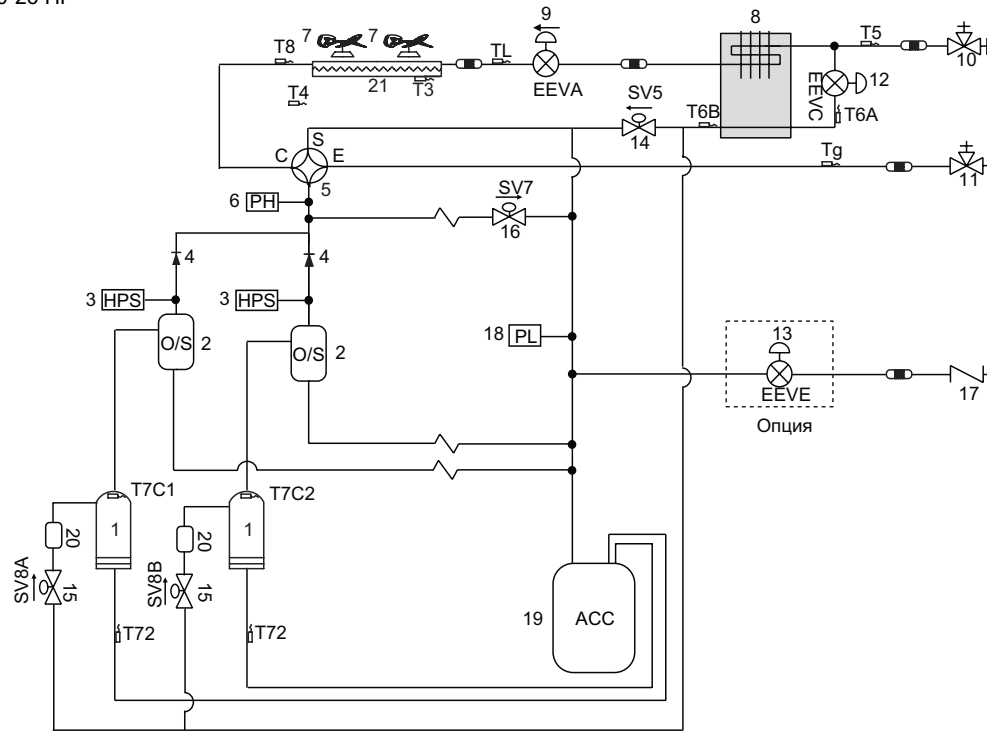 9
8
7
7
T8
TL
T5
10
EEVA
21
T3
T4
EEVC
12
SV5
T6B
T6A
14
S
C
E
5
Tg
11
6
PH
SV7
16
4
4
3
HPS
3
HPS
O/S
2
O/S
2
18
PL
13
EEVE
17
Опция
T7C1
T7C2
1
1
20
20
SV8A
15
SV8B
15
T72
T72
19
ACC